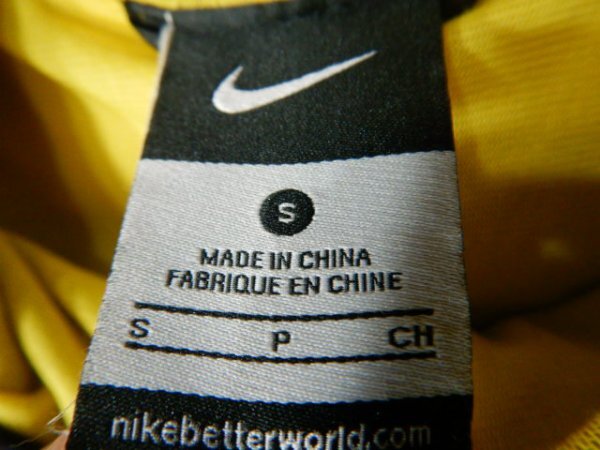 S
MADE IN CHINA
FABRIQUE EN CHINE
S P CH
nikebetterworld.com